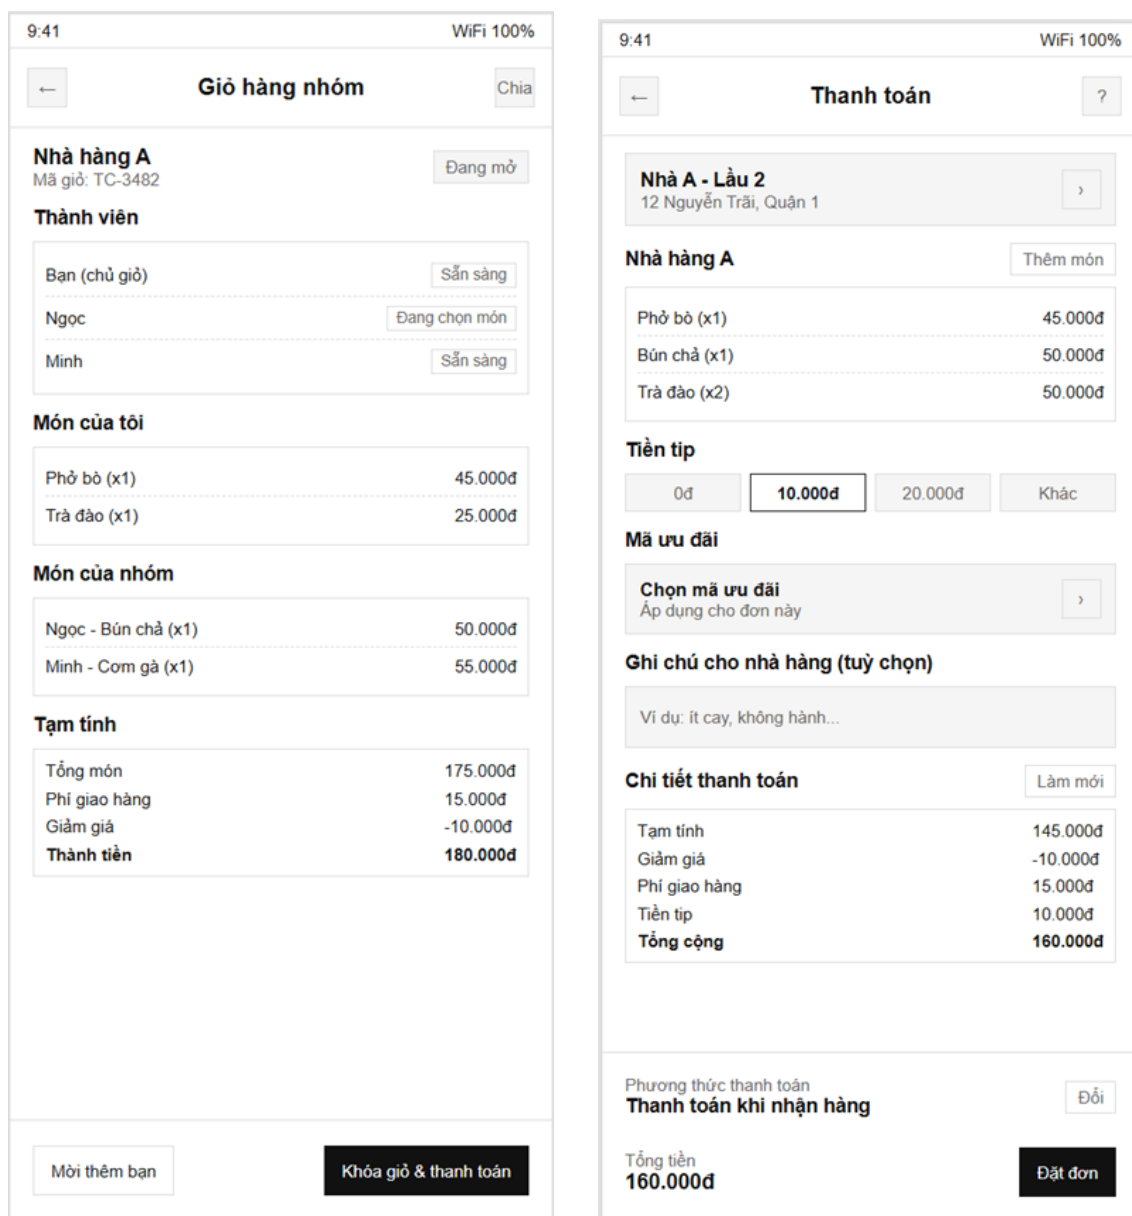 9:41 WiFi 100%
← Giỏ hàng nhóm Chia
Nhà hàng A
Mã giỏ: TC-3482
Đang mở
Thành viên
Bạn (chủ giỏ) Sẵn sàng
Ngọc Đang chọn món
Minh Sẵn sàng
Món của tôi
Phở bò (x1) 45.000đ
Trà đào (x1) 25.000đ
Món của nhóm
Ngọc - Bún chả (x1) 50.000đ
Minh - Cơm gà (x1) 55.000đ
Tạm tính
Tổng món 175.000đ
Phí giao hàng 15.000đ
Giảm giá -10.000đ
Thành tiền 180.000đ
Mời thêm bạn Khóa giỏ & thanh toán
9:41 WiFi 100%
← Thanh toán ?
Nhà A - Lầu 2
12 Nguyễn Trãi, Quận 1
›
Nhà hàng A Thêm món
Phở bò (x1) 45.000đ
Bún chả (x1) 50.000đ
Trà đào (x2) 50.000đ
Tiền tip
0đ 10.000đ 20.000đ Khác
Mã ưu đãi
Chọn mã ưu đãi
Áp dụng cho đơn này
›
Ghi chú cho nhà hàng (tuỳ chọn)
Ví dụ: ít cay, không hành...
Chi tiết thanh toán Làm mới
Tạm tính 145.000đ
Giảm giá -10.000đ
Phí giao hàng 15.000đ
Tiền tip 10.000đ
Tổng cộng 160.000đ
Phương thức thanh toán
Thanh toán khi nhận hàng
Đổi
Tổng tiền
160.000đ
Đặt đơn